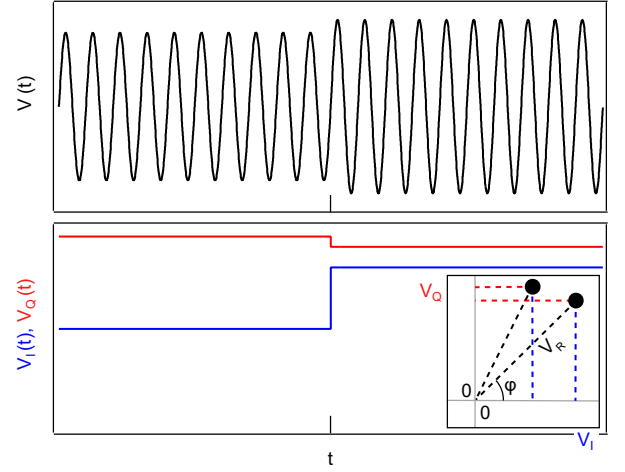 V(t)
V_I(t), V_Q(t)
V_Q
V_R
φ
0
0
V_I
t